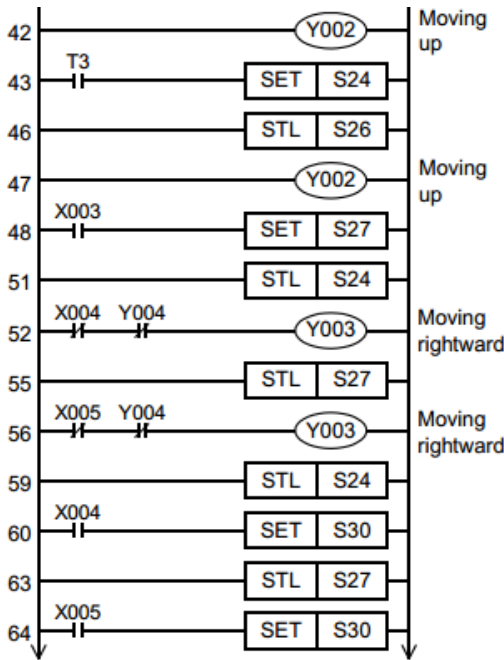 42 Y002 Moving
up
T3
43 SET S24
46 STL S26
47 Y002 Moving
up
X003
48 SET S27
51 STL S24
X004 Y004
52 Y003 Moving
rightward
55 STL S27
X005 Y004
56 Y003 Moving
rightward
59 STL S24
X004
60 SET S30
63 STL S27
X005
64 SET S30